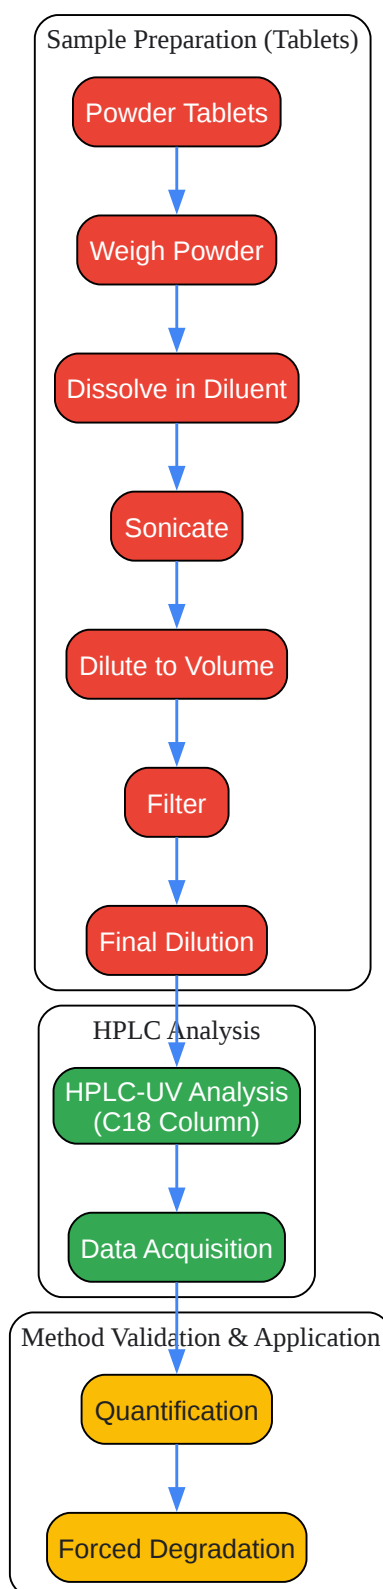 Sample Preparation (Tablets)
Powder Tablets
Weigh Powder
Dissolve in Diluent
Sonicate
Dilute to Volume
Filter
Final Dilution
HPLC Analysis
HPLC-UV Analysis
(C18 Column)
Data Acquisition
Method Validation & Application
Quantification
Forced Degradation